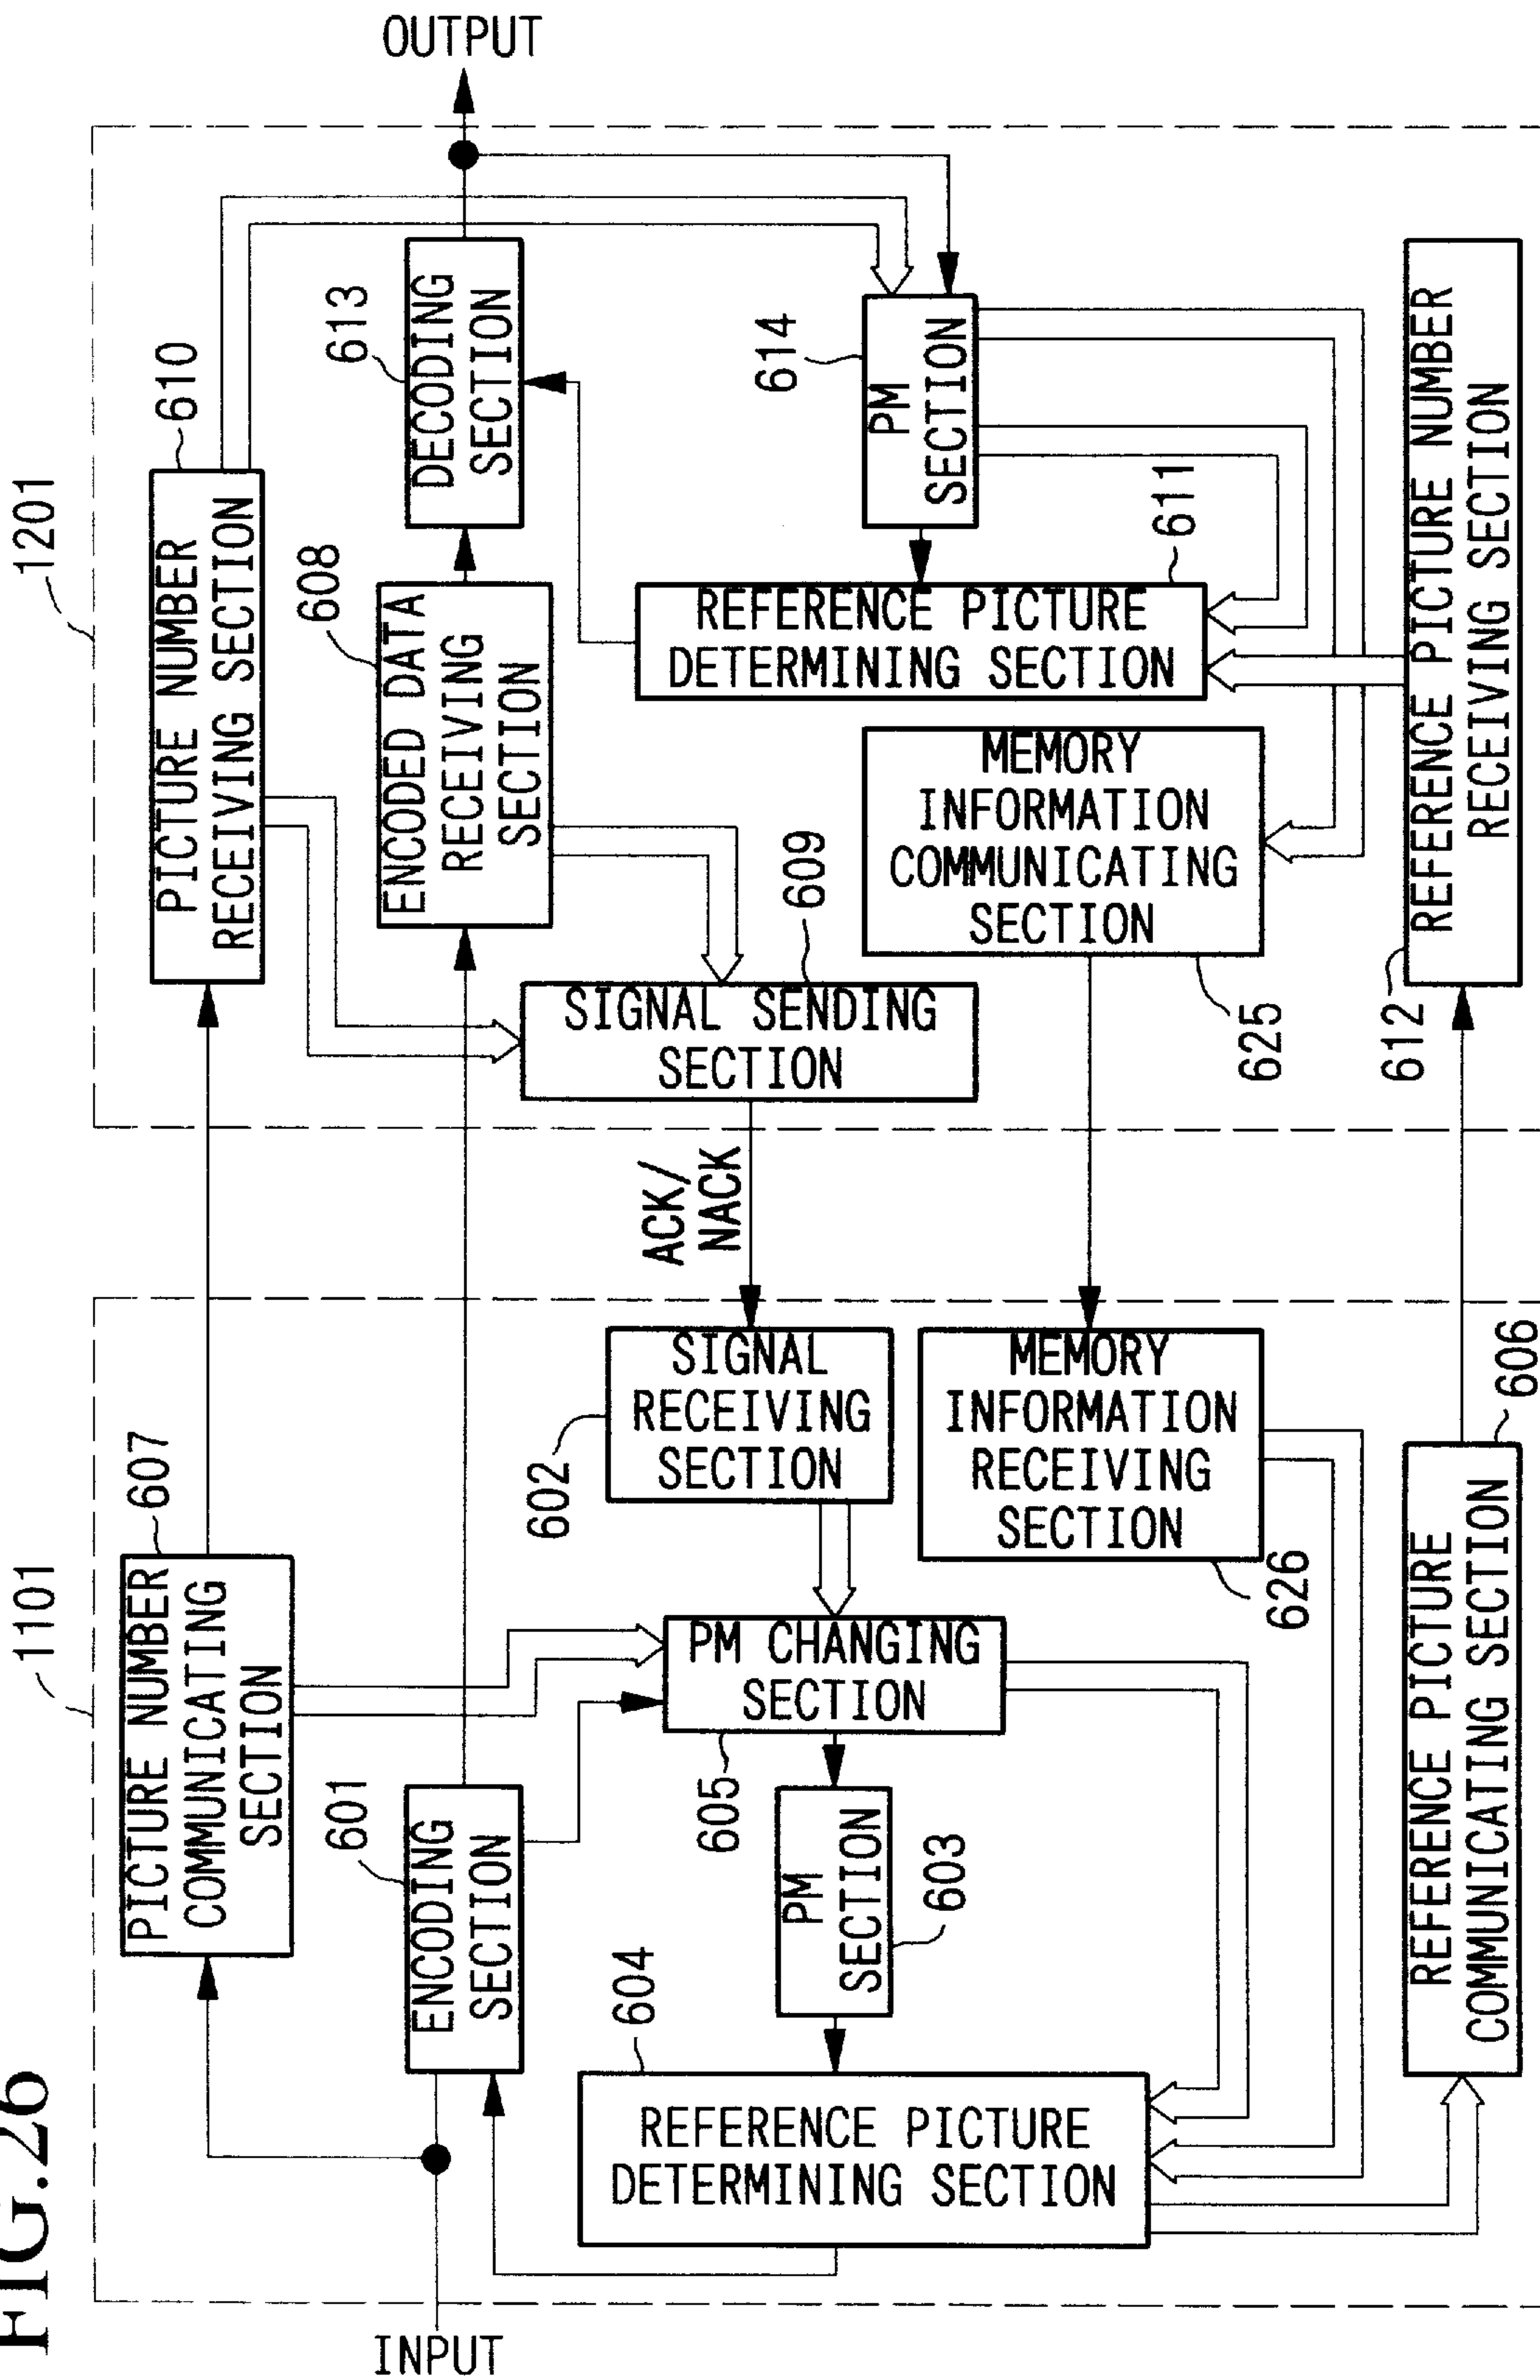 FIG.26
1101
1201
PICTURE NUMBER
COMMUNICATING
SECTION
607
PICTURE NUMBER
RECEIVING SECTION
610
INPUT
ENCODING
SECTION
601
ENCODED DATA
RECEIVING
SECTION
608
DECODING
SECTION
613
OUTPUT
REFERENCE PICTURE
DETERMINING SECTION
604
PM
SECTION
603
PM CHANGING
SECTION
605
SIGNAL
RECEIVING
SECTION
602
ACK/
NACK
SIGNAL SENDING
SECTION
609
REFERENCE PICTURE
DETERMINING SECTION
611
PM
SECTION
614
MEMORY
INFORMATION
RECEIVING
SECTION
626
MEMORY
INFORMATION
COMMUNICATING
SECTION
625
REFERENCE PICTURE
COMMUNICATING SECTION
606
REFERENCE PICTURE NUMBER
RECEIVING SECTION
612